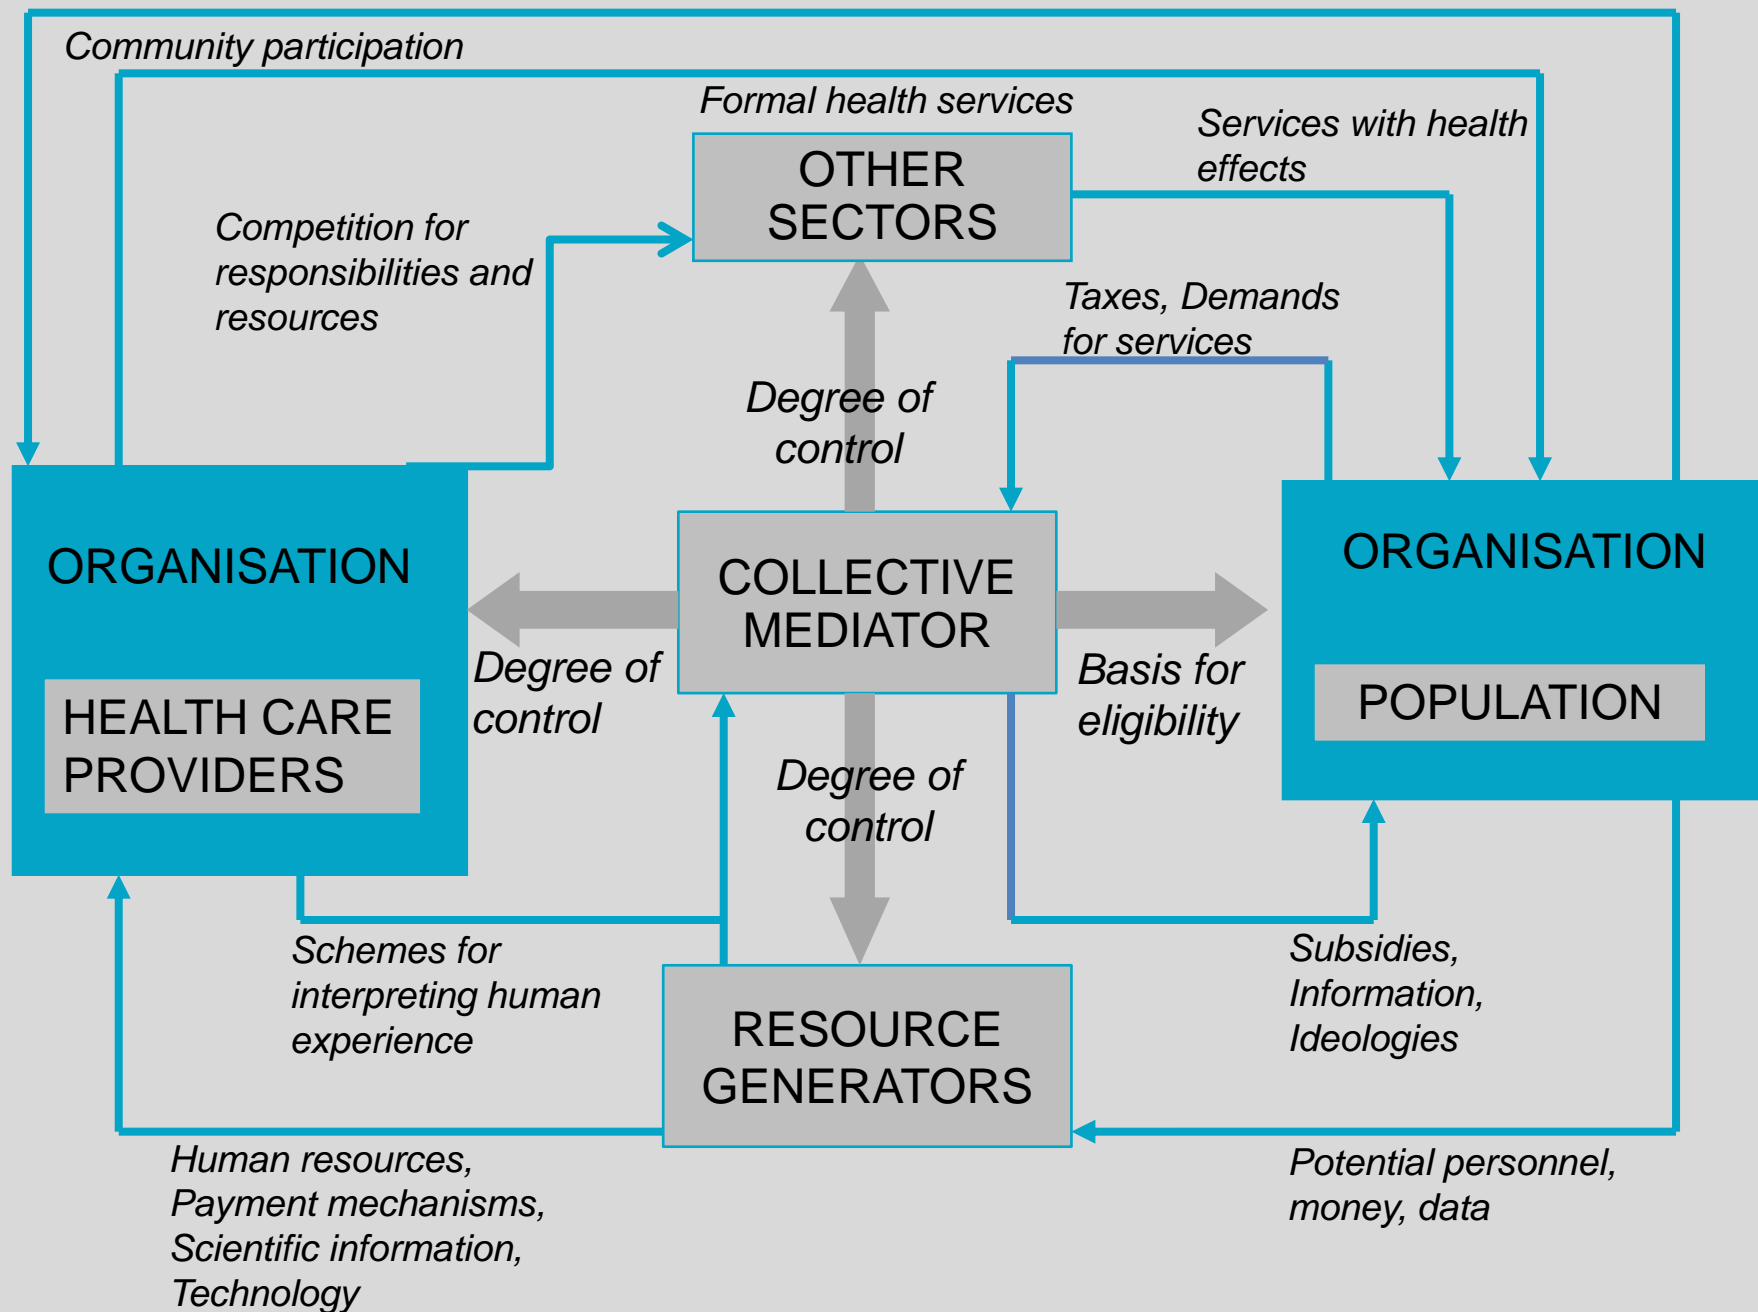 Community participation
Formal health services
Services with health
effects
OTHER
SECTORS
Competition for
responsibilities and
resources
Taxes, Demands
for services
Degree of
control
ORGANISATION
COLLECTIVE
MEDIATOR
ORGANISATION
Degree of
control
Basis for
eligibility
HEALTH CARE
PROVIDERS
POPULATION
Degree of
control
Schemes for
interpreting human
experience
Subsidies,
Information,
Ideologies
RESOURCE
GENERATORS
Human resources,
Payment mechanisms,
Scientific information,
Technology
Potential personnel,
money, data